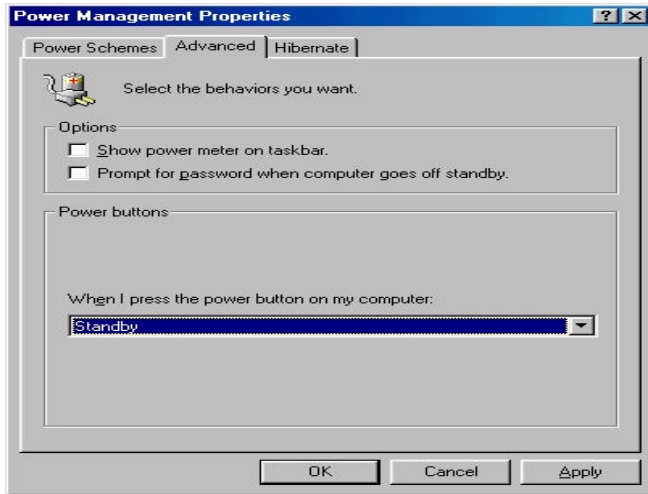 Power Management Properties
Power Schemes Advanced Hibernate
Select the behaviors you want.
Options
Show power meter on taskbar.
Prompt for password when computer goes off standby.
Power buttons
When I press the power button on my computer:
Standby
OK Cancel Apply